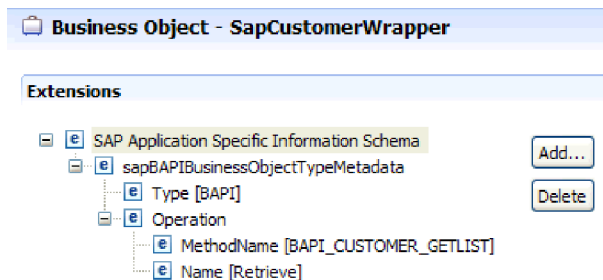 Business Object - SapCustomerWrapper
Extensions
SAP Application Specific Information Schema
Add...
sapBAPIBusinessObjectTypeMetadata
Type [BAPI]
Delete
Operation
MethodName [BAPI_CUSTOMER_GETLIST]
Name [Retrieve]